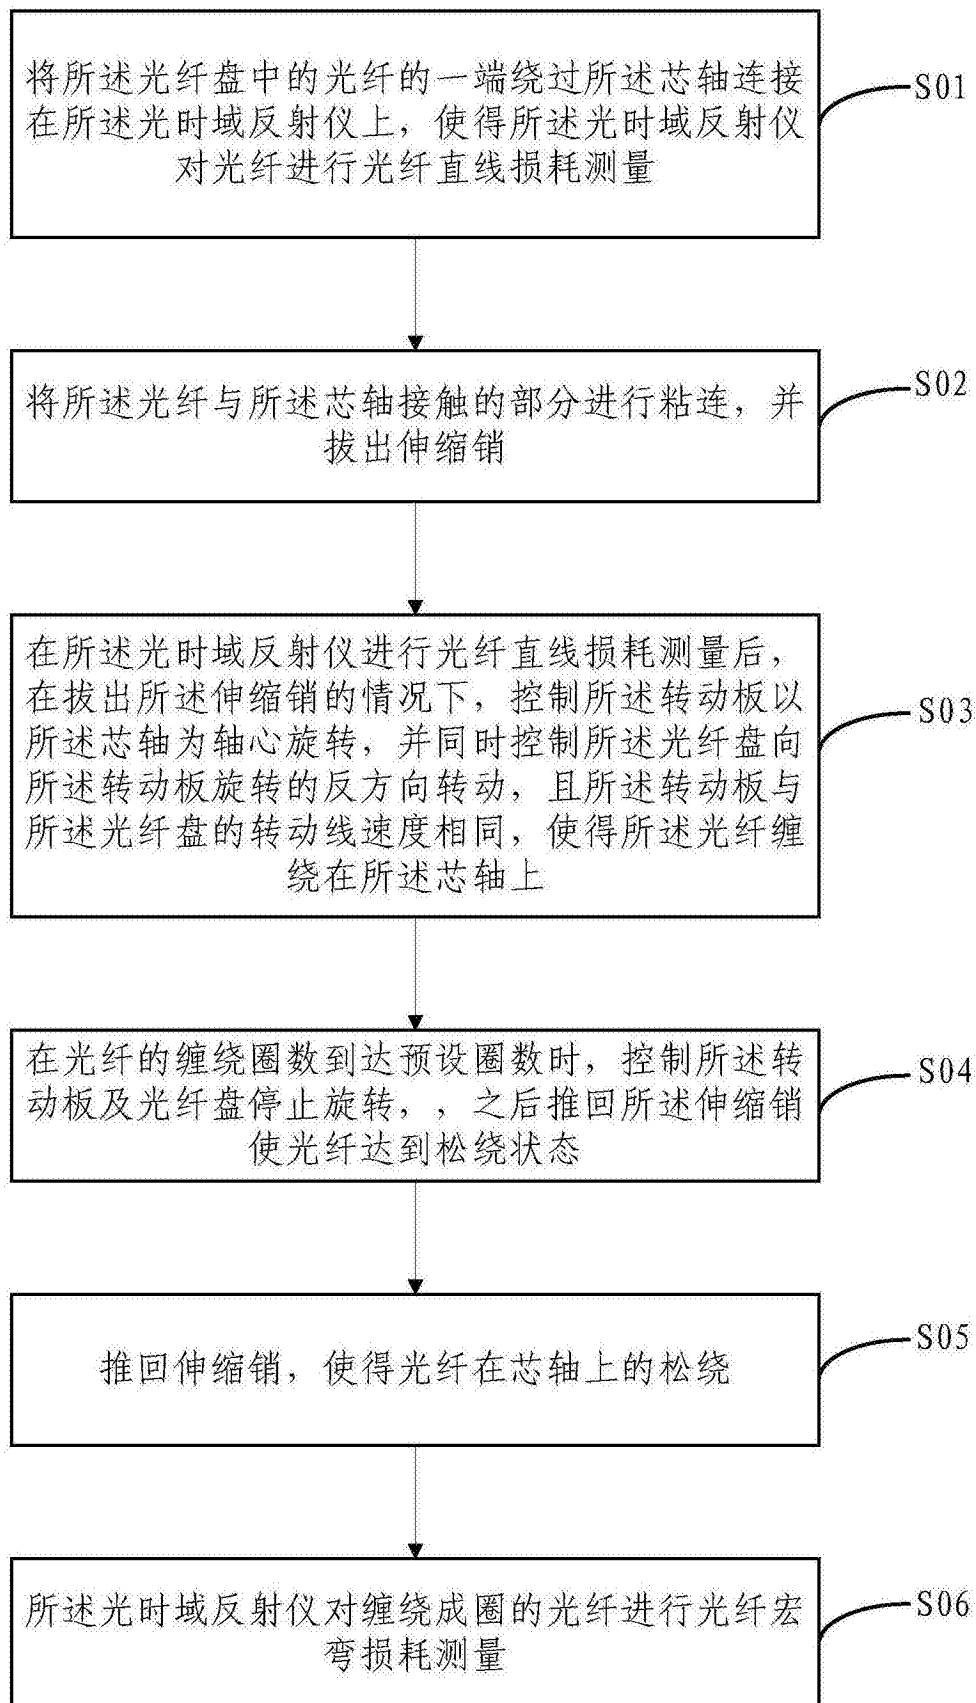 将所述光纤盘中的光纤的一端绕过所述芯轴连接
在所述光时域反射仪上，使得所述光时域反射仪
对光纤进行光纤直线损耗测量
S01
将所述光纤与所述芯轴接触的部分进行粘连，并
拔出伸缩销
S02
在所述光时域反射仪进行光纤直线损耗测量后，
在拔出所述伸缩销的情况下，控制所述转动板以
所述芯轴为轴心旋转，并同时控制所述光纤盘向
所述转动板旋转的反方向转动，且所述转动板与
所述光纤盘的转动线速度相同，使得所述光纤缠
绕在所述芯轴上
S03
在光纤的缠绕圈数到达预设圈数时，控制所述转
动板及光纤盘停止旋转，，之后推回所述伸缩销
使光纤达到松绕状态
S04
推回伸缩销，使得光纤在芯轴上的松绕
S05
所述光时域反射仪对缠绕成圈的光纤进行光纤宏
弯损耗测量
S06